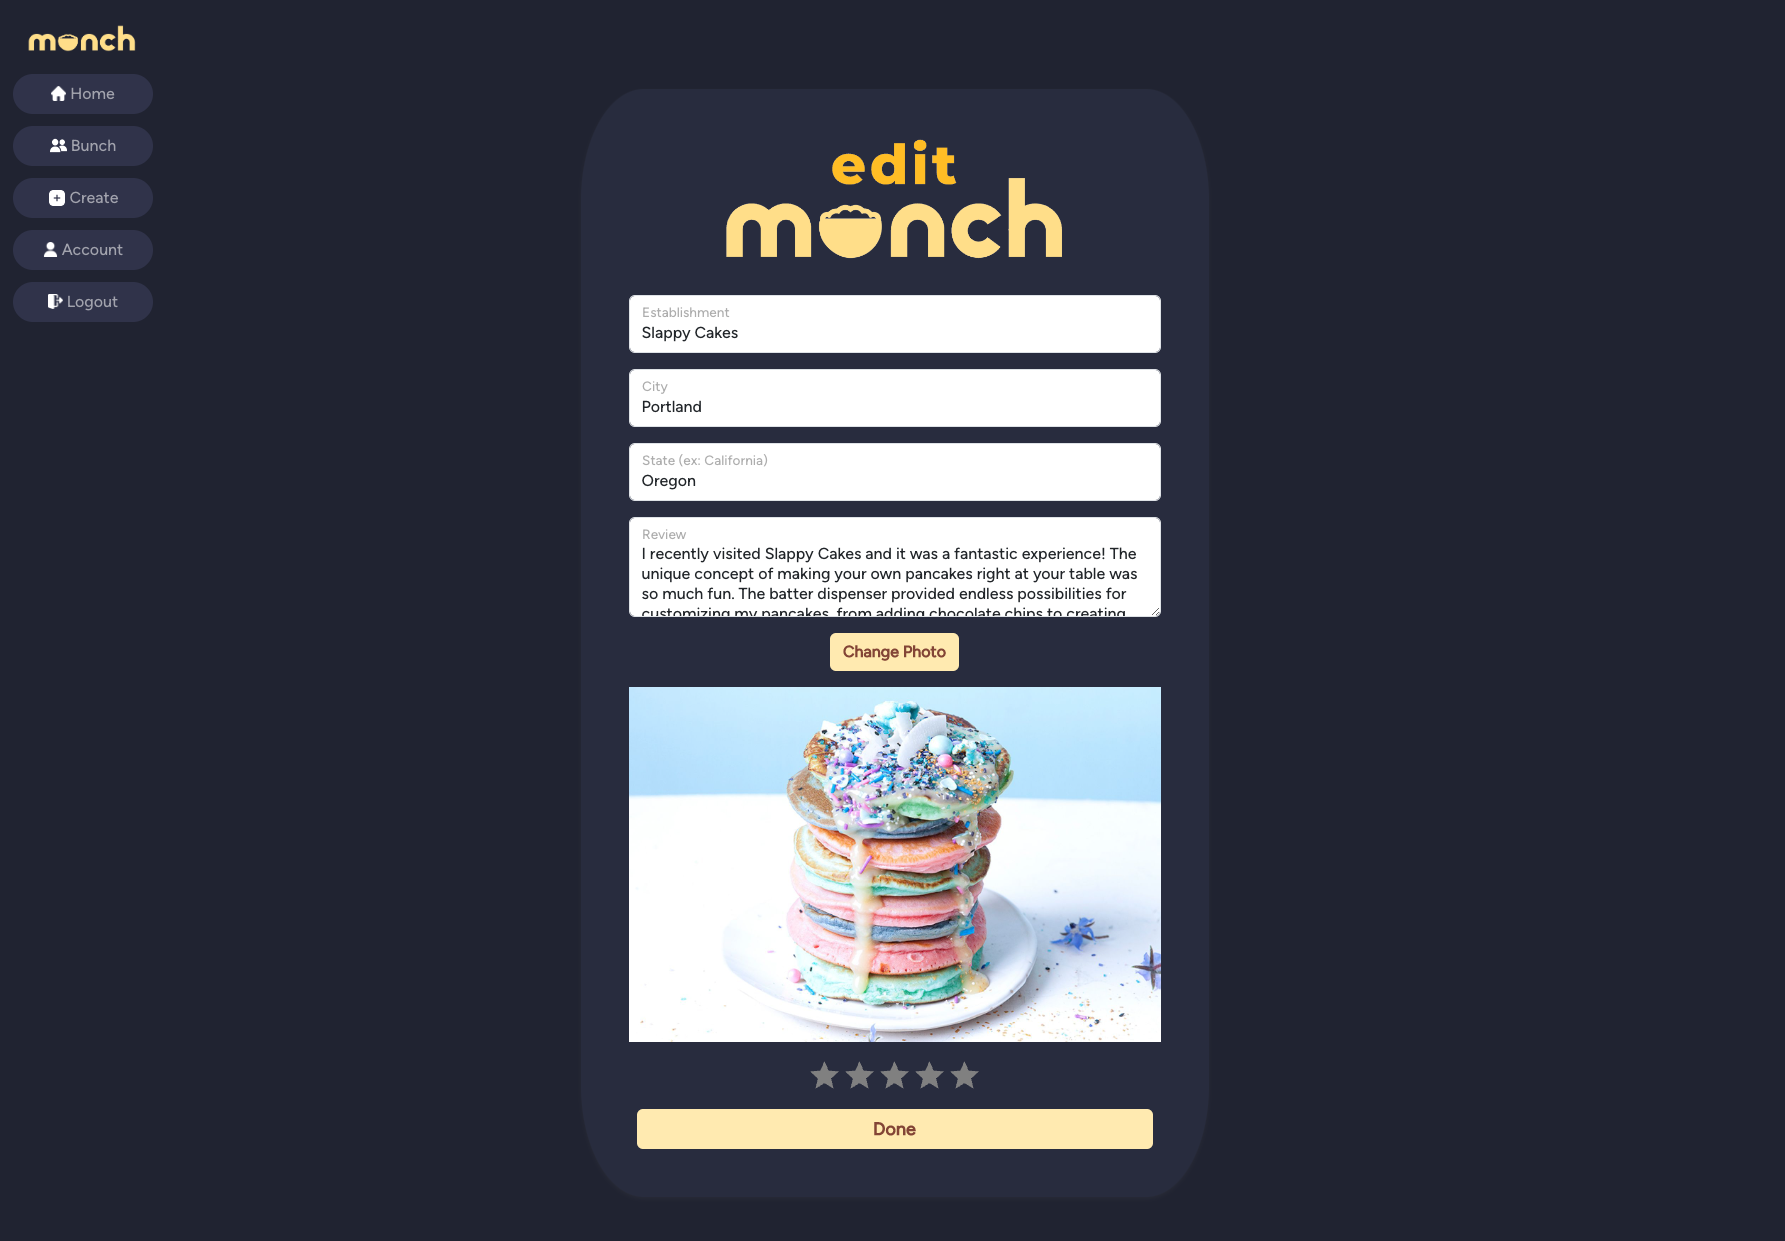 monch
Home
Bunch
Create
Account
Logout
edit
monch
Establishment
Slappy Cakes
City
Portland
State (ex: California)
Oregon
Review
I recently visited Slappy Cakes and it was a fantastic experience! The
unique concept of making your own pancakes right at your table was
so much fun. The batter dispenser provided endless possibilities for
customizing my pancakes, from adding chocolate chips to creating
Change Photo
Done